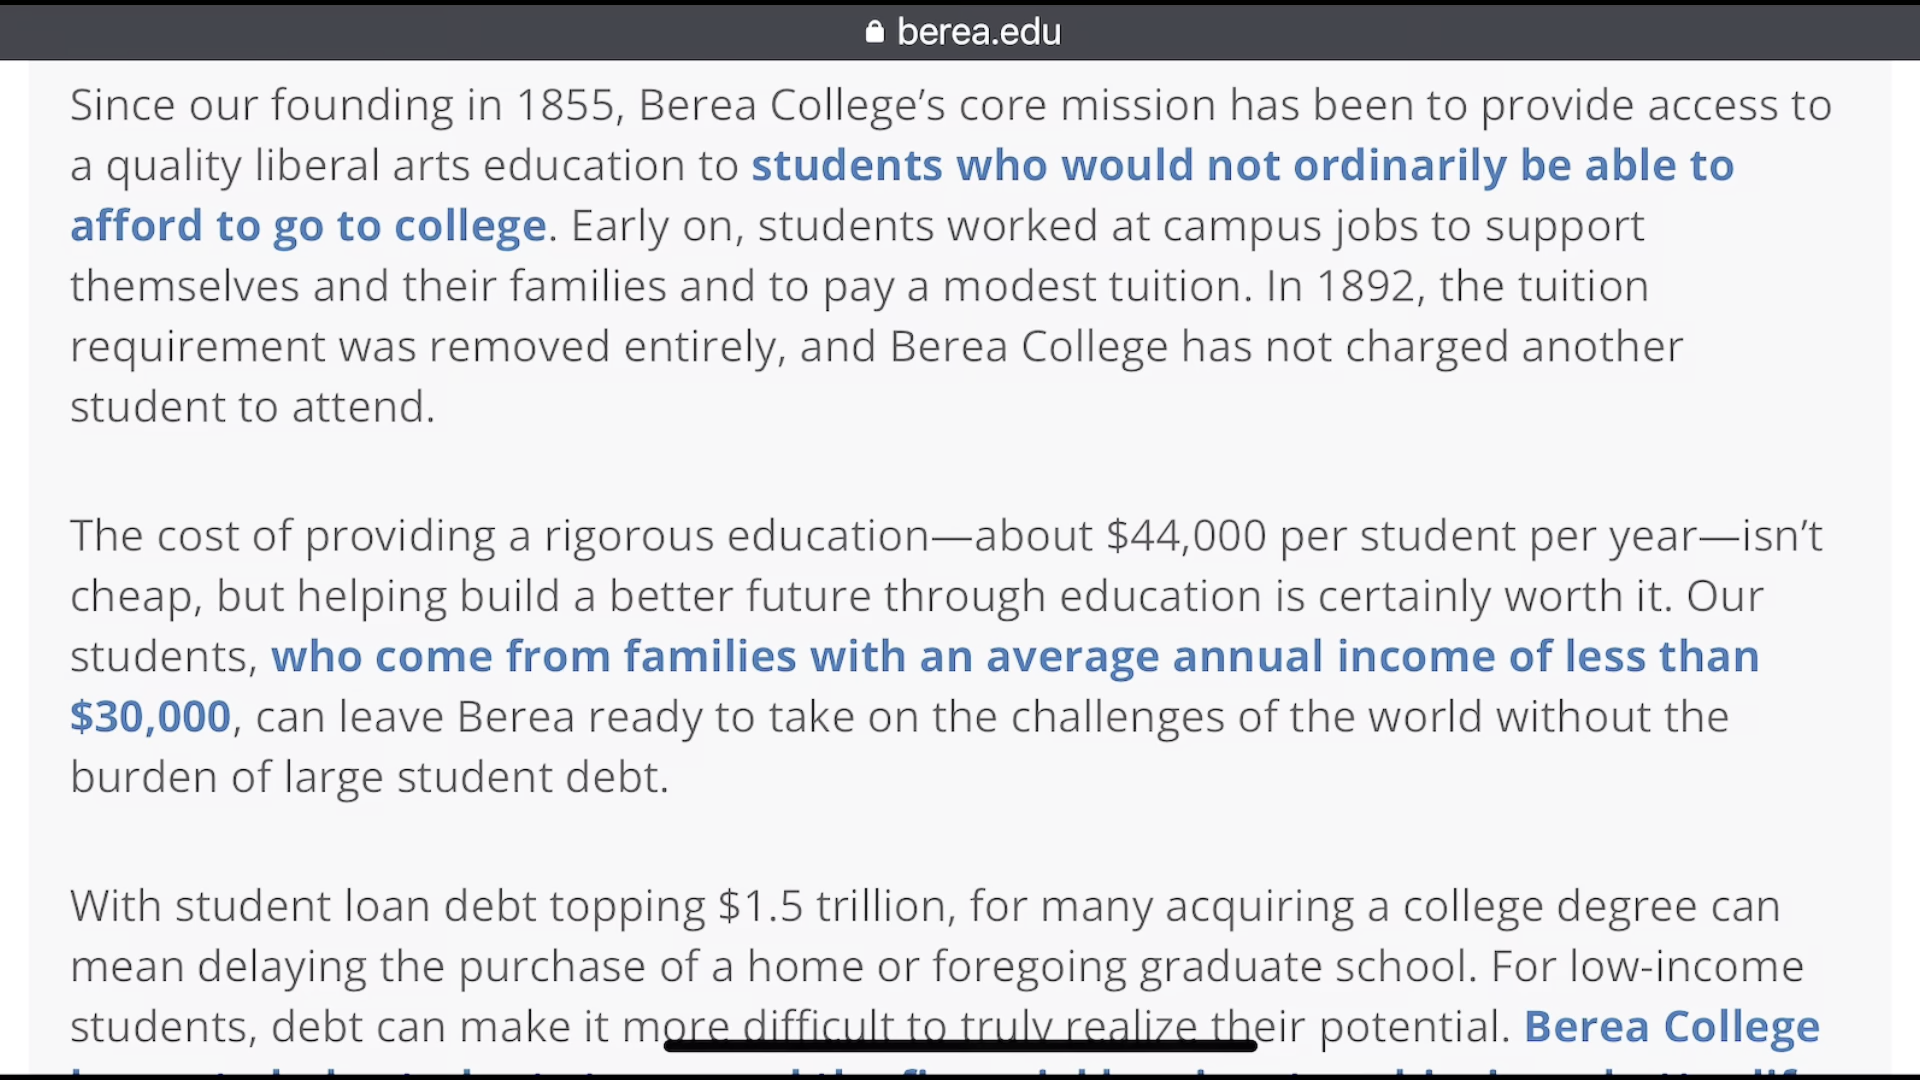 berea.edu
Since our founding in 1855, Berea College’s core mission has been to provide access to
a quality liberal arts education to students who would not ordinarily be able to
afford to go to college. Early on, students worked at campus jobs to support
themselves and their families and to pay a modest tuition. In 1892, the tuition
requirement was removed entirely, and Berea College has not charged another
student to attend.
The cost of providing a rigorous education—about $44,000 per student per year—isn’t
cheap, but helping build a better future through education is certainly worth it. Our
students, who come from families with an average annual income of less than
$30,000, can leave Berea ready to take on the challenges of the world without the
burden of large student debt.
With student loan debt topping $1.5 trillion, for many acquiring a college degree can
mean delaying the purchase of a home or foregoing graduate school. For low-income
students, debt can make it more difficult to truly realize their potential. Berea College